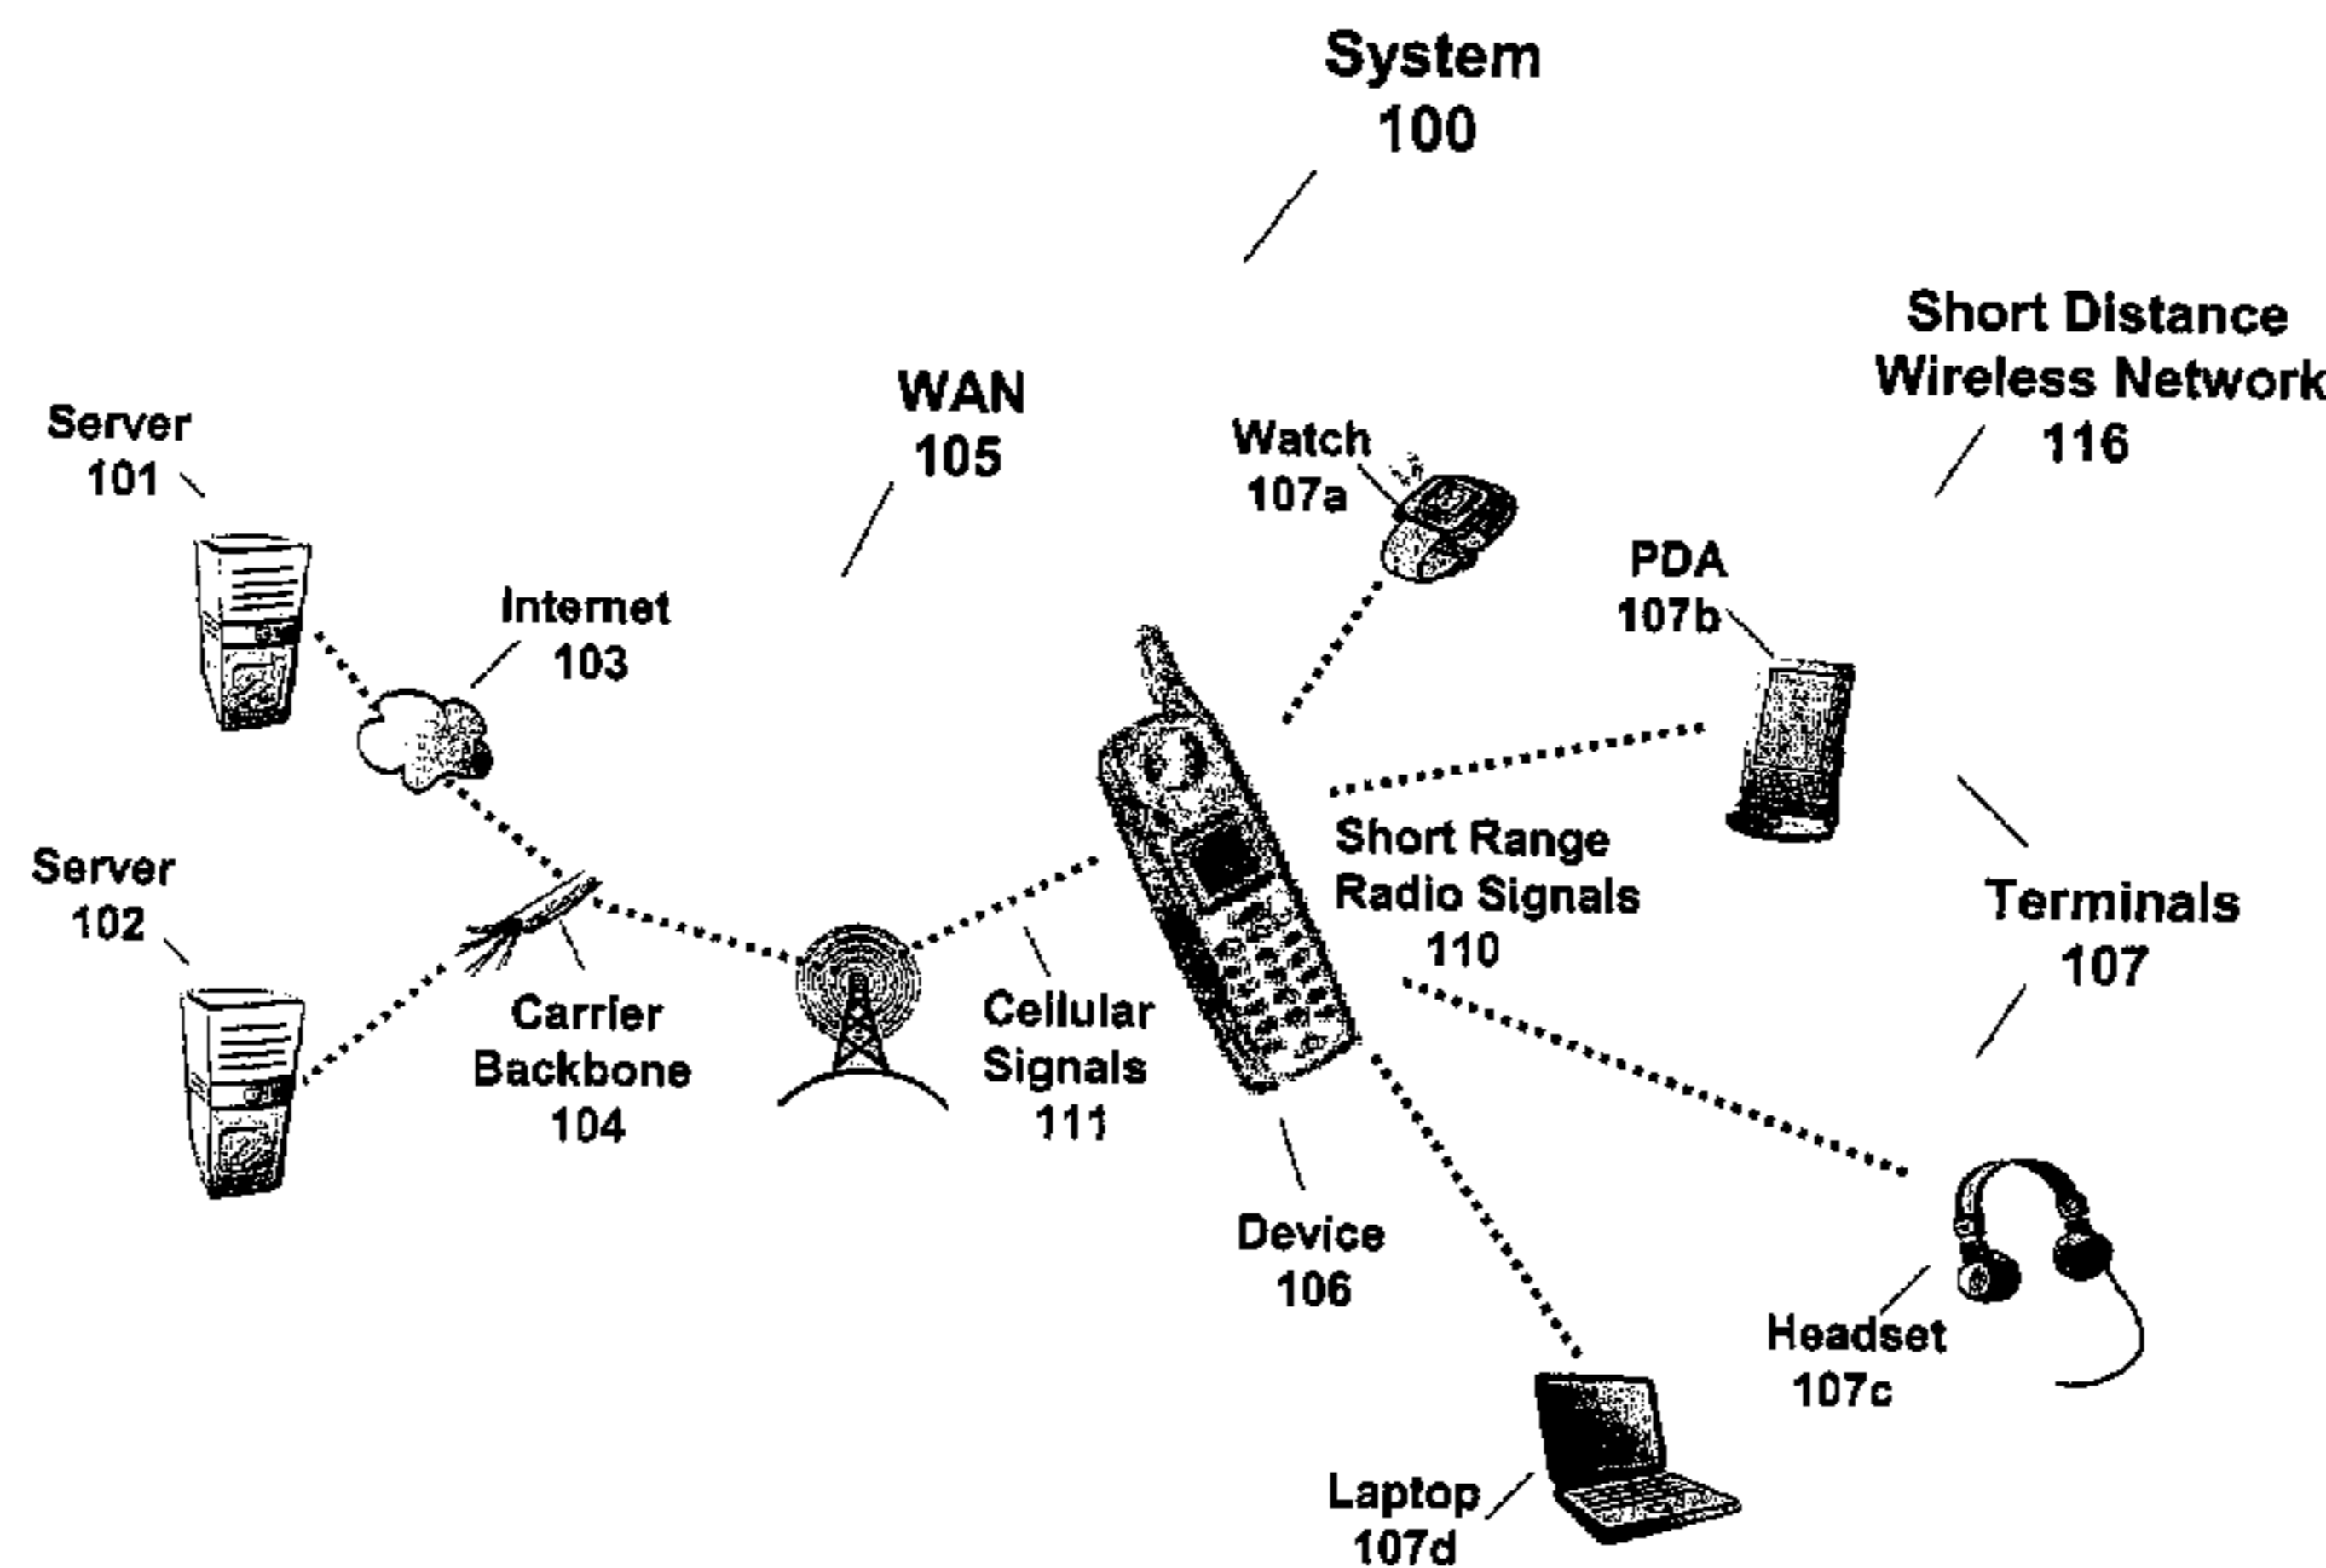 System
100
Short Distance
Wireless Network
116
WAN
105
Server
101
Watch
107a
PDA
107b
Internet
103
Short Range
Radio Signals
110
Server
102
Terminals
107
Carrier
Backbone
104
Cellular
Signals
111
Device
106
Headset
107c
Laptop
107d